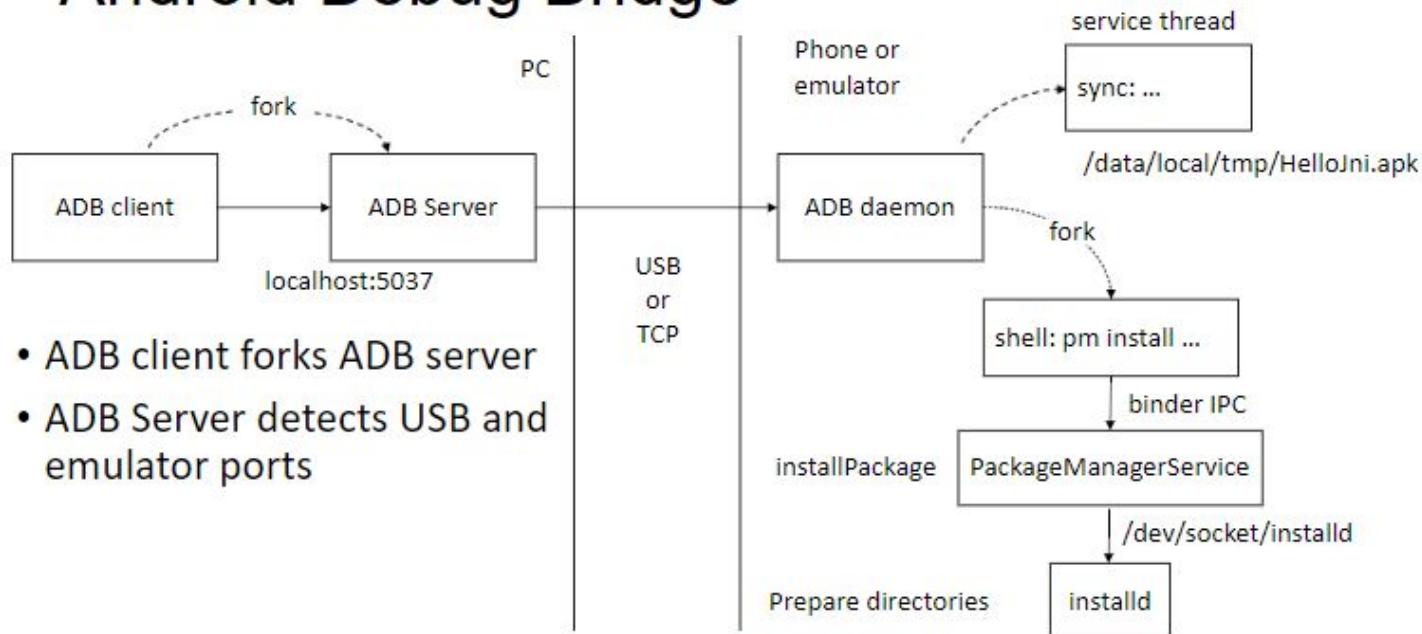 Android Debug Bridge
service thread
PC
Phone or
emulator
sync: ...
fork
/data/local/tmp/HelloJni.apk
ADB client
ADB Server
ADB daemon
fork
localhost:5037
USB
or
TCP
shell: pm install ...
• ADB client forks ADB server
binder IPC
• ADB Server detects USB and
emulator ports
installPackage
PackageManagerService
/dev/socket/installd
Prepare directories
installd